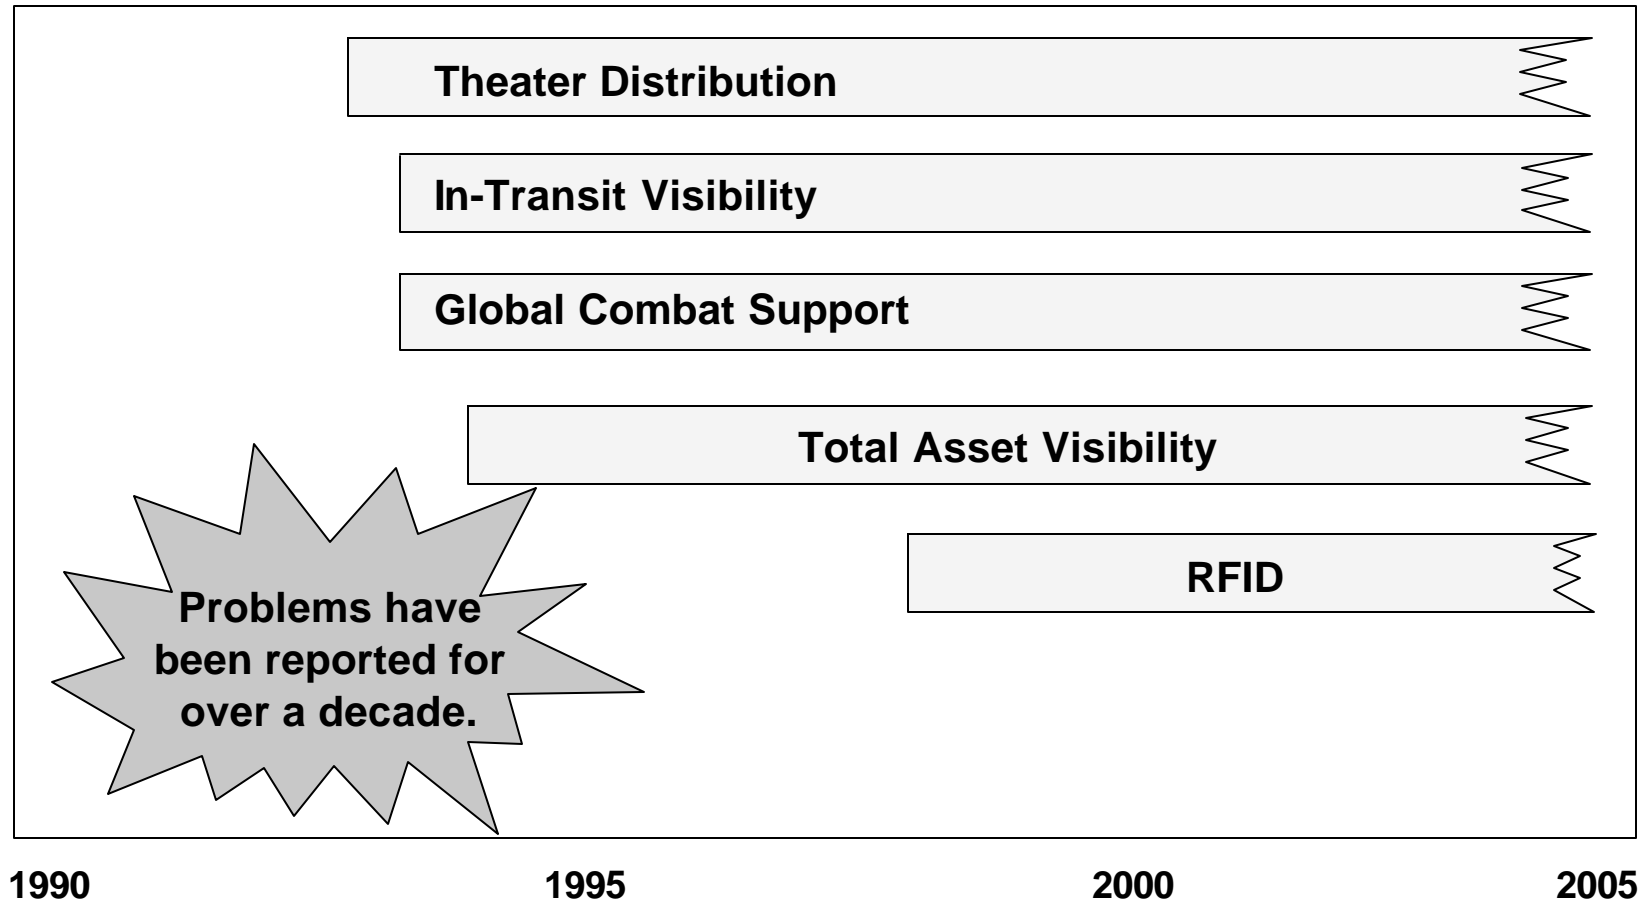 Theater Distribution
In-Transit Visibility
Global Combat Support
Total Asset Visibility
RFID
Problems have
been reported for
over a decade.
1990 1995 2000 2005